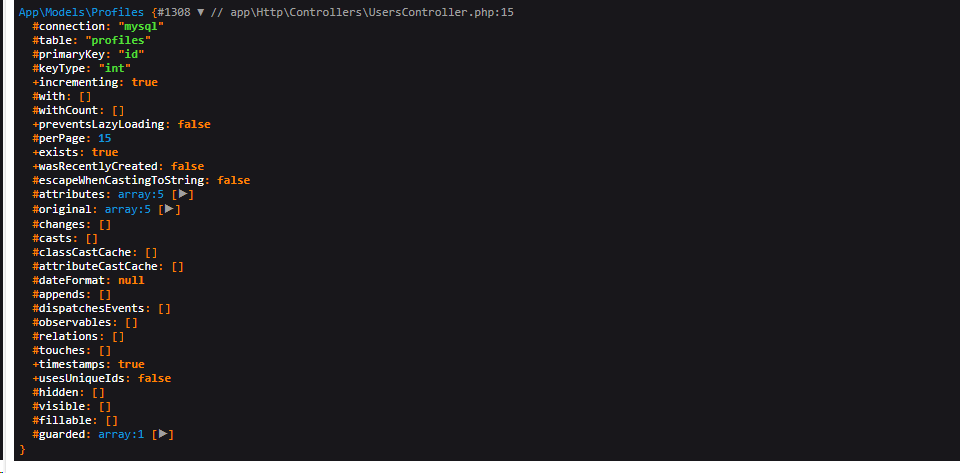 App\Models\Profiles {#1308 ▼ // app\Http\Controllers\UsersController.php:15
#connection: "mysql"
#table: "profiles"
#primaryKey: "id"
#keyType: "int"
+incrementing: true
#with: []
#withCount: []
+preventsLazyLoading: false
#perPage: 15
+exists: true
+wasRecentlyCreated: false
#escapeWhenCastingToString: false
#attributes: array:5 [▶]
#original: array:5 [▶]
#changes: []
#casts: []
#classCastCache: []
#attributeCastCache: []
#dateFormat: null
#appends: []
#dispatchesEvents: []
#observables: []
#relations: []
#touches: []
+timestamps: true
+usesUniqueIds: false
#hidden: []
#visible: []
#fillable: []
#guarded: array:1 [▶]
}